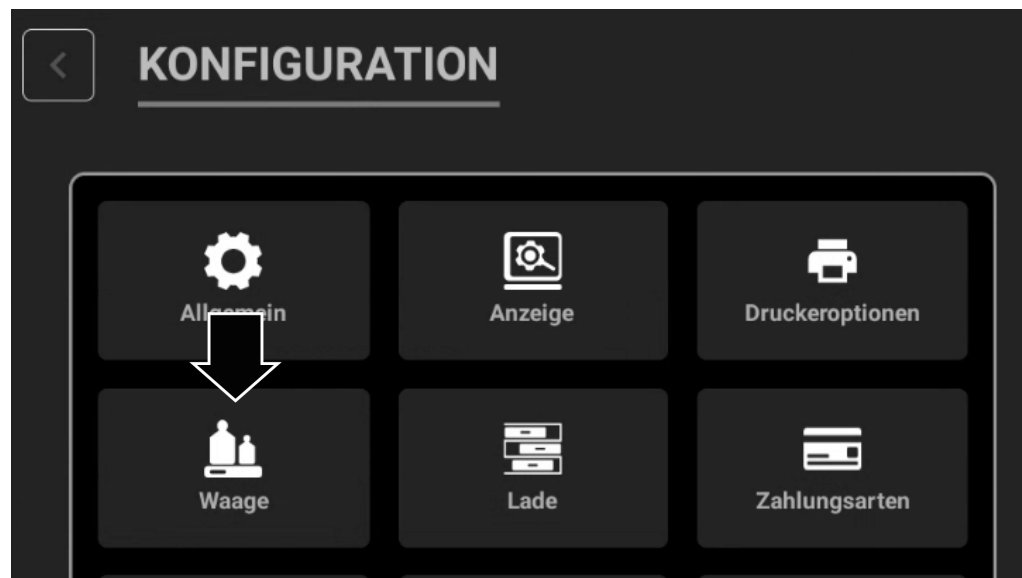 KONFIGURATION
Allgemein
Anzeige
Druckeroptionen
Waage
Lade
Zahlungsarten